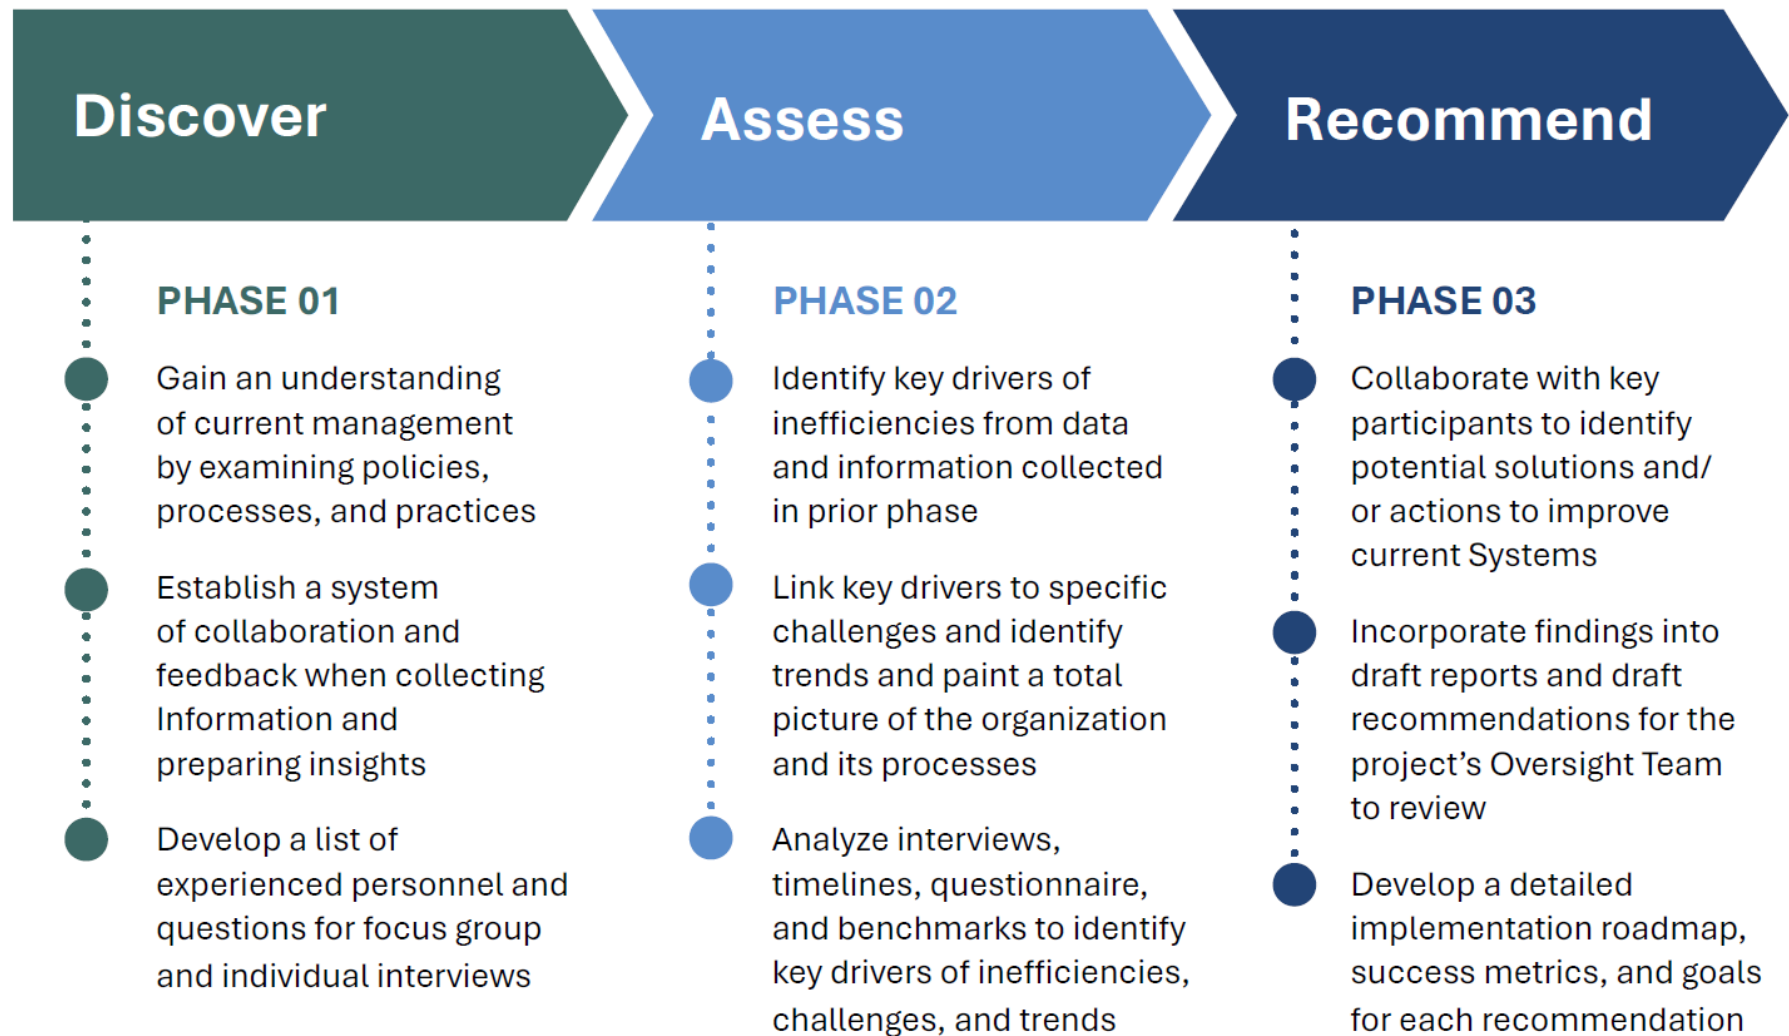 Discover
Assess
Recommend
PHASE 01
Gain an understanding
of current management
by examining policies,
processes, and practices
Establish a system
of collaboration and
feedback when collecting
Information and
preparing insights
Develop a list of
experienced personnel and
questions for focus group
and individual interviews
PHASE 02
Identify key drivers of
inefficiencies from data
and information collected
in prior phase
Link key drivers to specific
challenges and identify
trends and paint a total
picture of the organization
and its processes
Analyze interviews,
timelines, questionnaire,
and benchmarks to identify
key drivers of inefficiencies,
challenges, and trends
PHASE 03
Collaborate with key
participants to identify
potential solutions and/
or actions to improve
current Systems
Incorporate findings into
draft reports and draft
recommendations for the
project’s Oversight Team
to review
Develop a detailed
implementation roadmap,
success metrics, and goals
for each recommendation